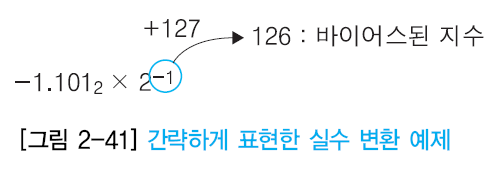 +127
126 : 바이어스된 지수
−1.101₂ × 2⁻¹
[그림 2-41] 간략하게 표현한 실수 변환 예제